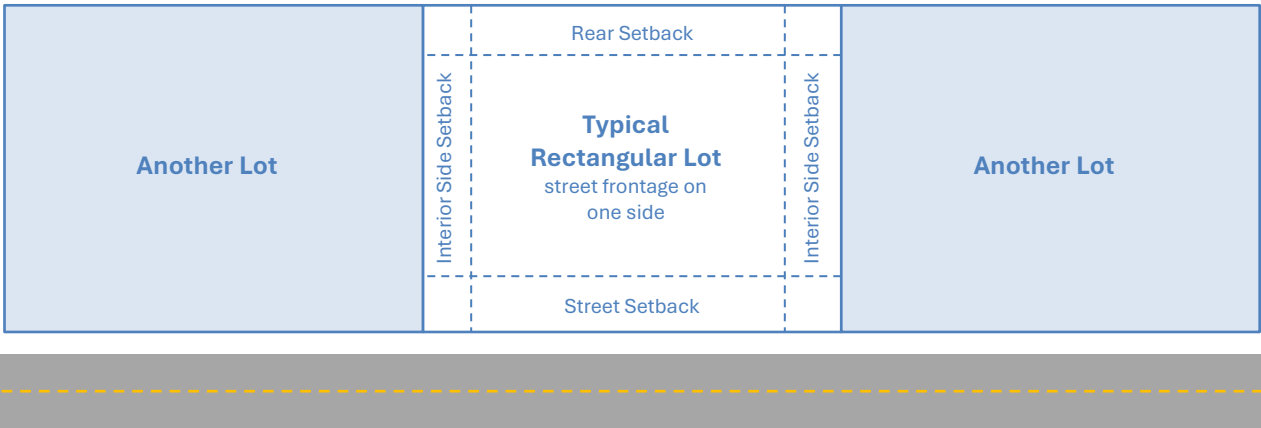 Rear Setback
Another Lot
Interior Side Setback
Typical
Rectangular Lot
street frontage on
one side
Interior Side Setback
Another Lot
Street Setback